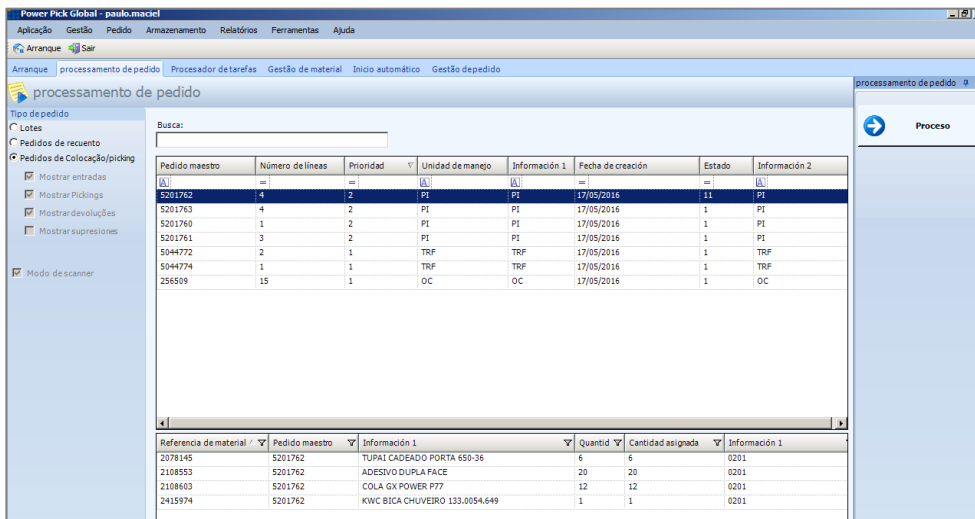 Power Pick Global - paulo.maciel
Aplicação Gestão Pedido Armazenamento Relatórios Ferramentas Ajuda
Arranque Sair
Arranque processamento de pedido Procesador de tarefas Gestão de material Inicio automático Gestão de pedido
processamento de pedido
processamento de pedido
Tipo de pedido
Lotes
Pedidos de recuento
Pedidos de Colocação/picking
Mostrar entradas
Mostrar Pickings
Mostrar devoluções
Mostrar supresiones
Modo de scanner
Busca:
Pedido maestro Número de líneas Prioridad Unidad de manejo Información 1 Fecha de creación Estado Información 2
A = = A A = = A
5201762 4 2 PI PI 17/05/2016 11 PI
5201763 4 2 PI PI 17/05/2016 1 PI
5201760 1 2 PI PI 17/05/2016 1 PI
5201761 3 2 PI PI 17/05/2016 1 PI
5044772 2 1 TRF TRF 17/05/2016 1 TRF
5044774 1 1 TRF TRF 17/05/2016 1 TRF
256509 15 1 OC OC 17/05/2016 1 OC
Referencia de material Pedido maestro Información 1 Quantid Cantidad asignada Información 1
2078145 5201762 TUPAI CADEADO PORTA 650-36 6 6 0201
2108553 5201762 ADESIVO DUPLA FACE 20 20 0201
2108603 5201762 COLA GX POWER P77 12 12 0201
2415974 5201762 KWC BICA CHUVEIRO 133.0054.649 1 1 0201
Proceso